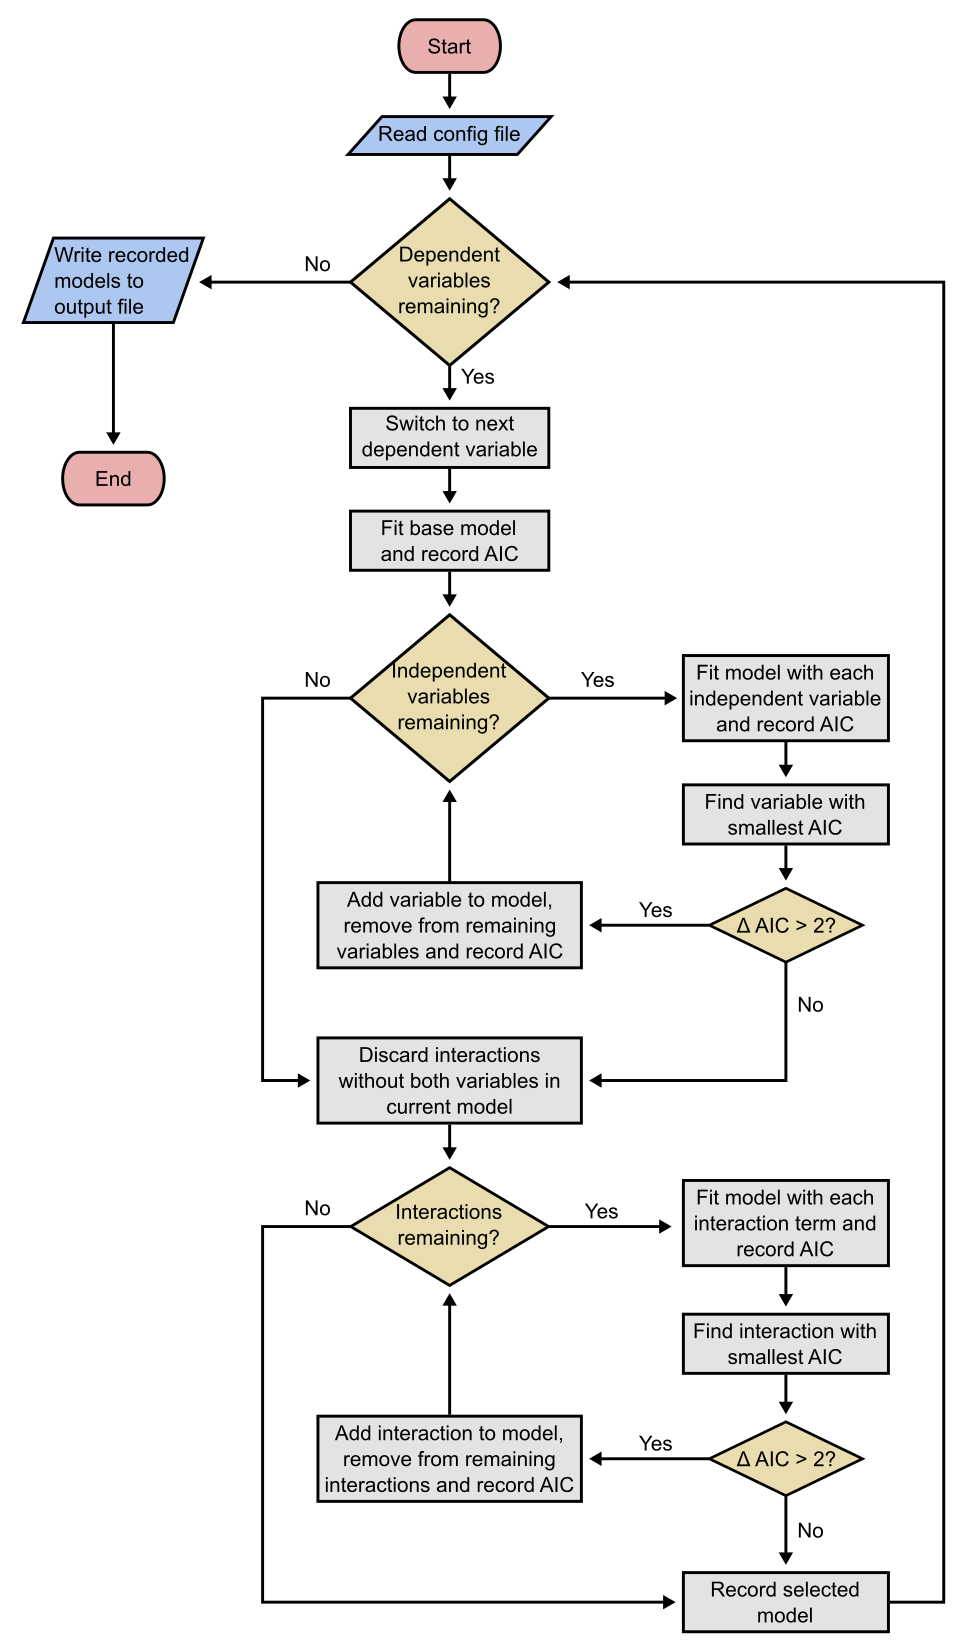 Start
Read config file
Dependent
variables
remaining?
No
Write recorded
models to
output file
End
Yes
Switch to next
dependent variable
Fit base model
and record AIC
Independent
variables
remaining?
No
Yes
Fit model with each
independent variable
and record AIC
Find variable with
smallest AIC
Δ AIC > 2?
Yes
Add variable to model,
remove from remaining
variables and record AIC
No
Discard interactions
without both variables in
current model
Interactions
remaining?
No
Yes
Fit model with each
interaction term and
record AIC
Find interaction with
smallest AIC
Δ AIC > 2?
Yes
Add interaction to model,
remove from remaining
interactions and record AIC
No
Record selected
model